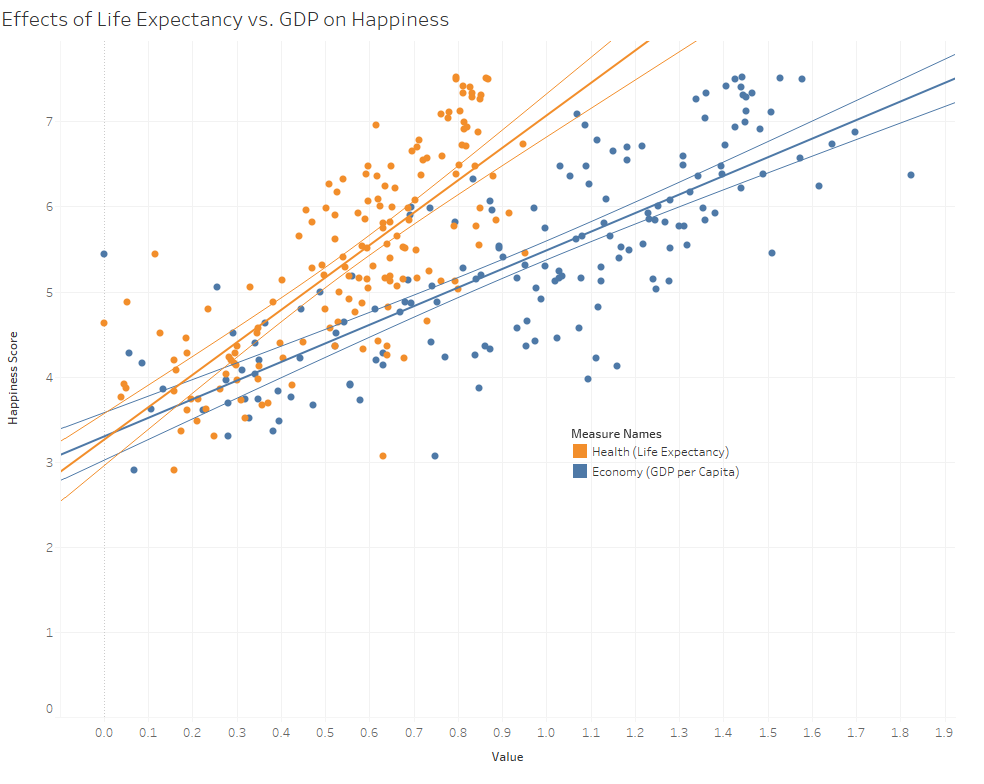 Effects of Life Expectancy vs. GDP on Happiness
7
6
5
4
3
2
1
0
Happiness Score
Measure Names
Health (Life Expectancy)
Economy (GDP per Capita)
0.0 0.1 0.2 0.3 0.4 0.5 0.6 0.7 0.8 0.9 1.0 1.1 1.2 1.3 1.4 1.5 1.6 1.7 1.8 1.9
Value